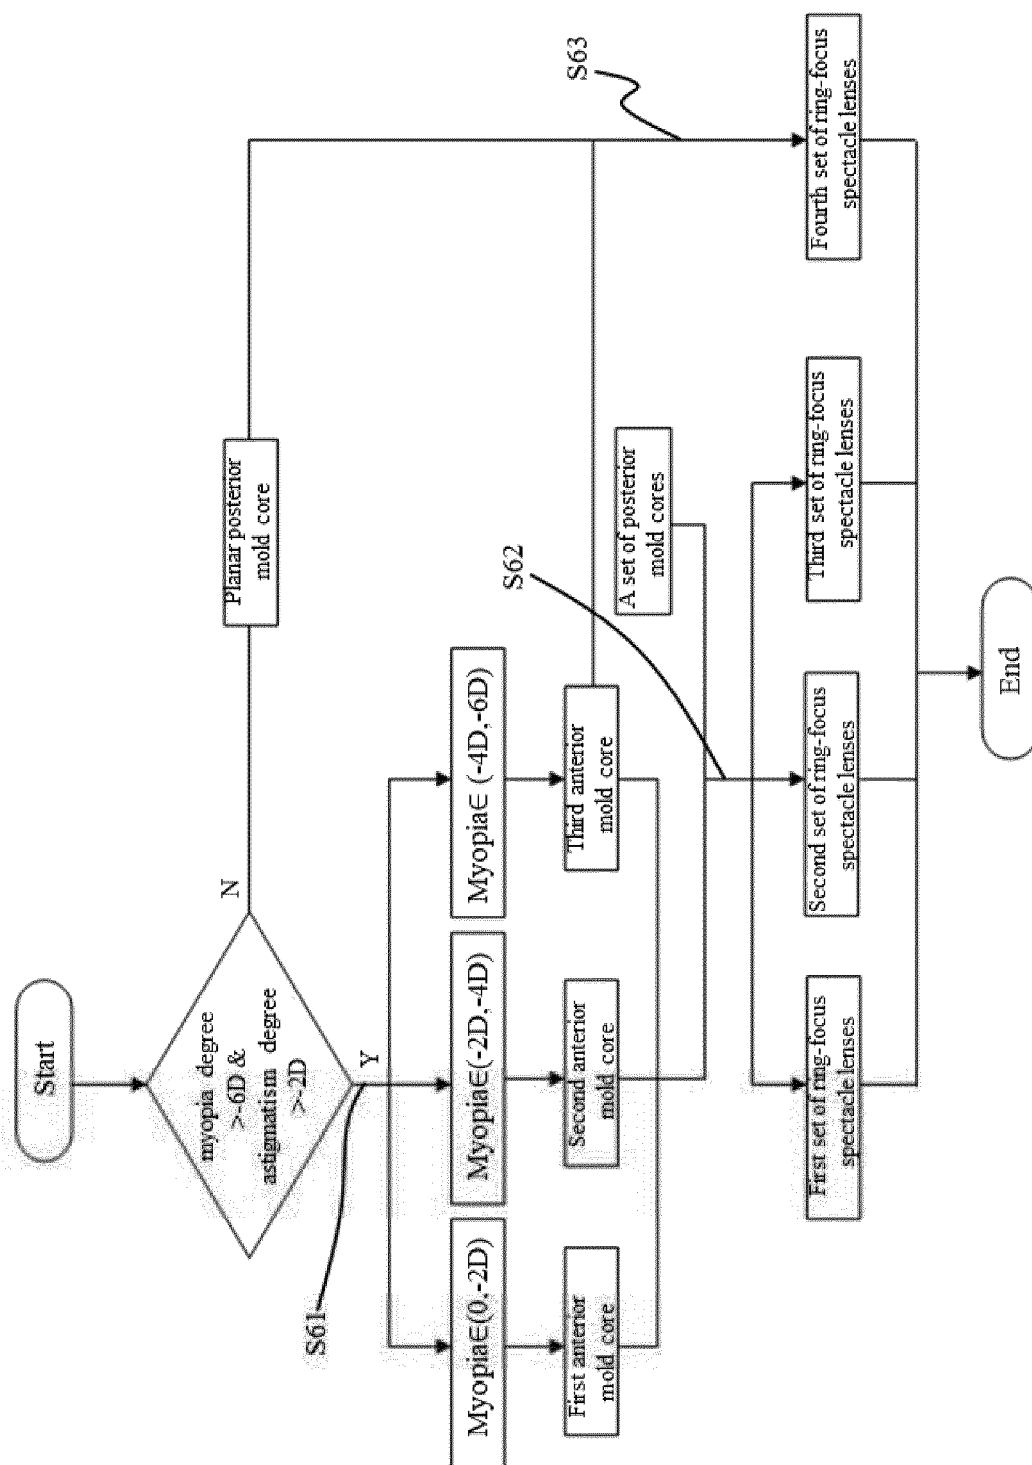 Start
myopia degree
>-6D &
astigmatism degree
>-2D
N
Y
S61
Planar posterior
mold core
Myopia∈(0,-2D)
Myopia∈(-2D,-4D)
Myopia∈ (-4D,-6D)
First anterior
mold core
Second anterior
mold core
Third anterior
mold core
A set of posterior
mold cores
S62
S63
First set of ring-focus
spectacle lenses
Second set of ring-focus
spectacle lenses
Third set of ring-focus
spectacle lenses
Fourth set of ring-focus
spectacle lenses
End